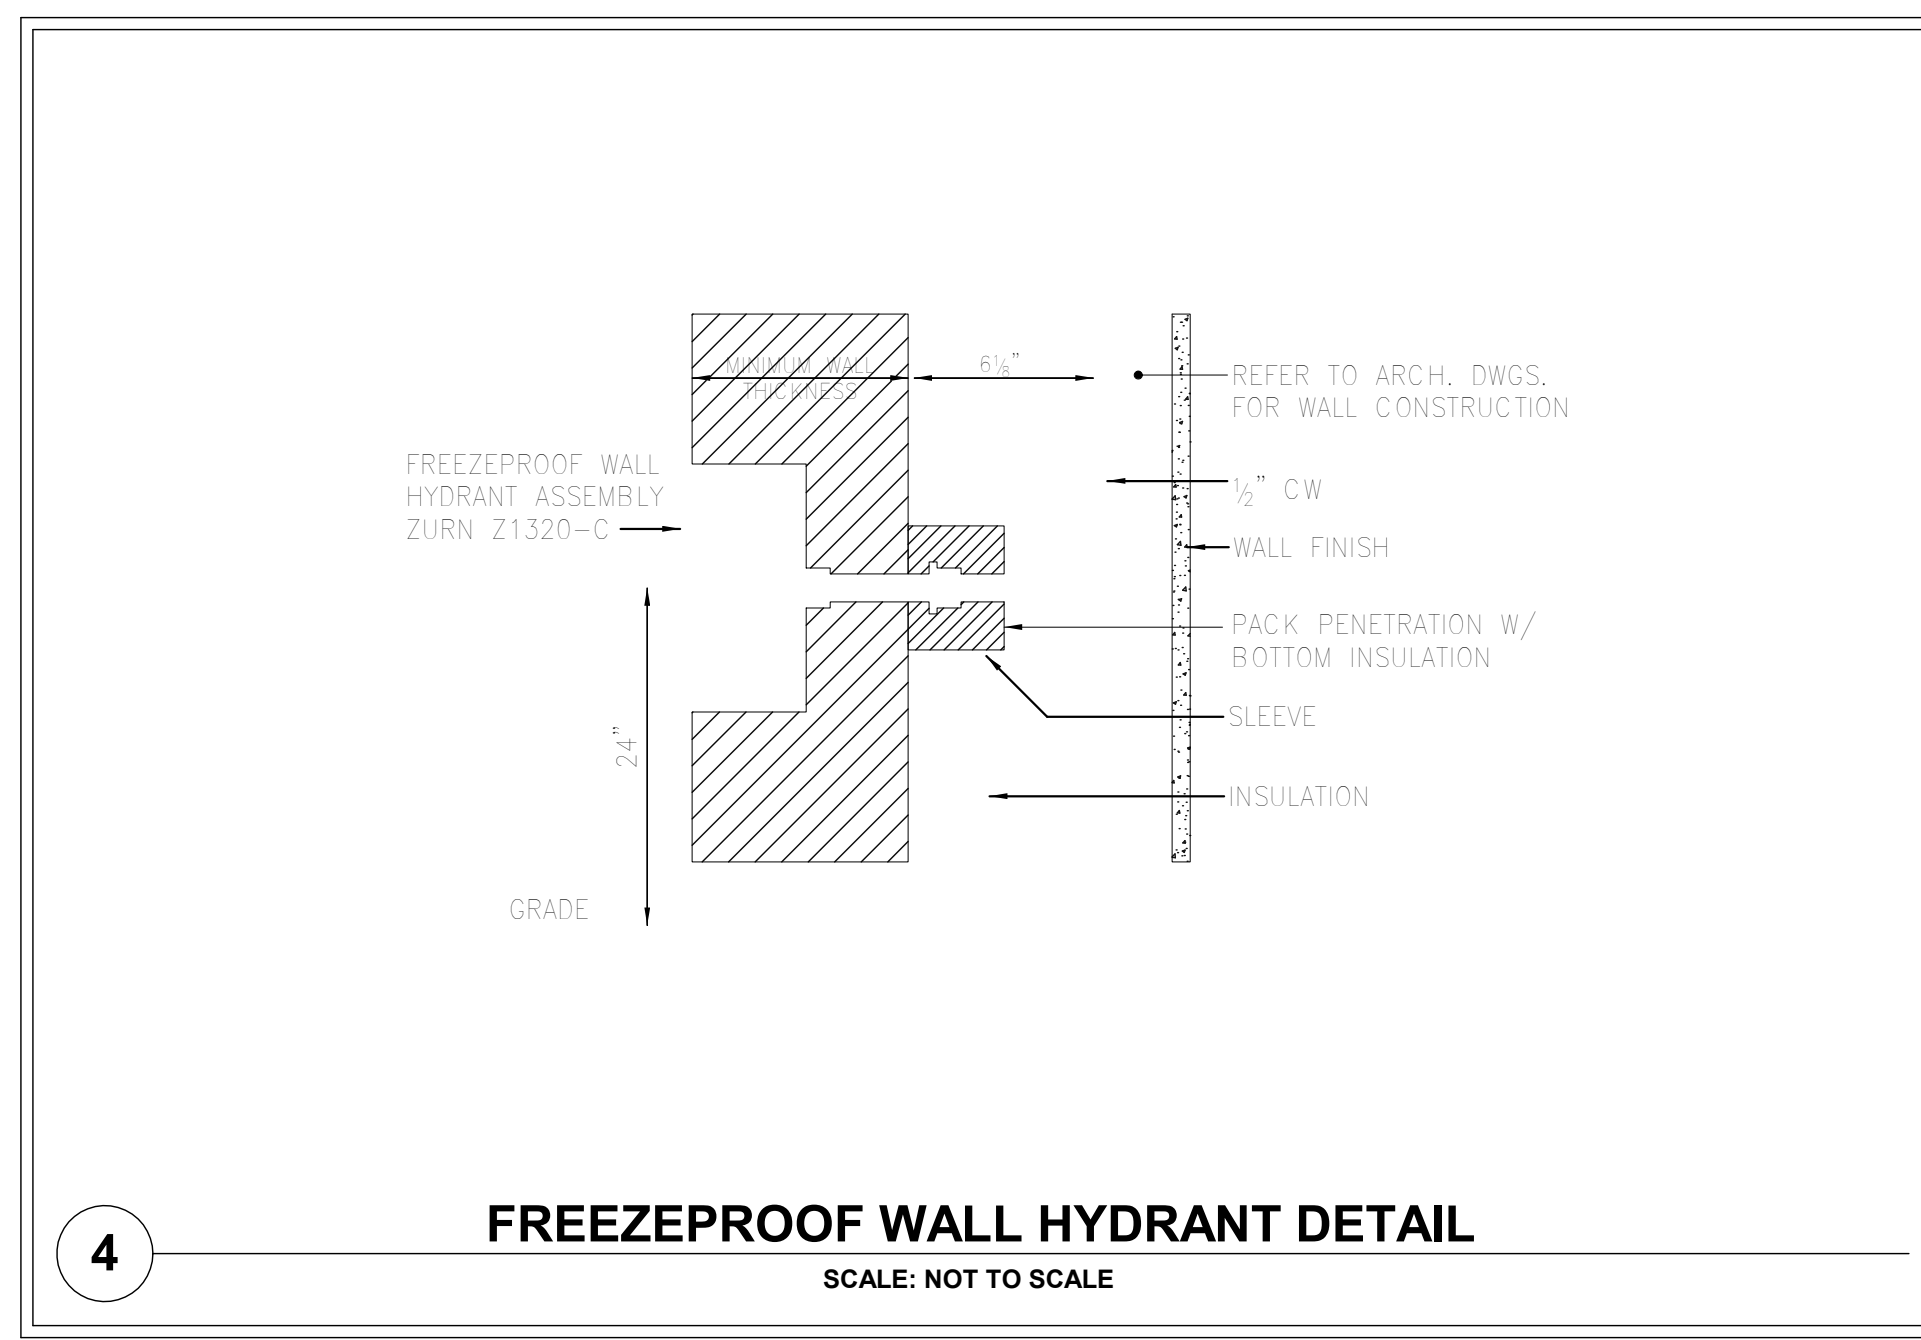 MINIMUM WALL
THICKNESS
6⅛"
REFER TO ARCH. DWGS.
FOR WALL CONSTRUCTION
FREEZEPROOF WALL
HYDRANT ASSEMBLY
ZURN Z1320-C
½" CW
WALL FINISH
PACK PENETRATION W/
BOTTOM INSULATION
SLEEVE
24"
INSULATION
GRADE
4
FREEZEPROOF WALL HYDRANT DETAIL
SCALE: NOT TO SCALE